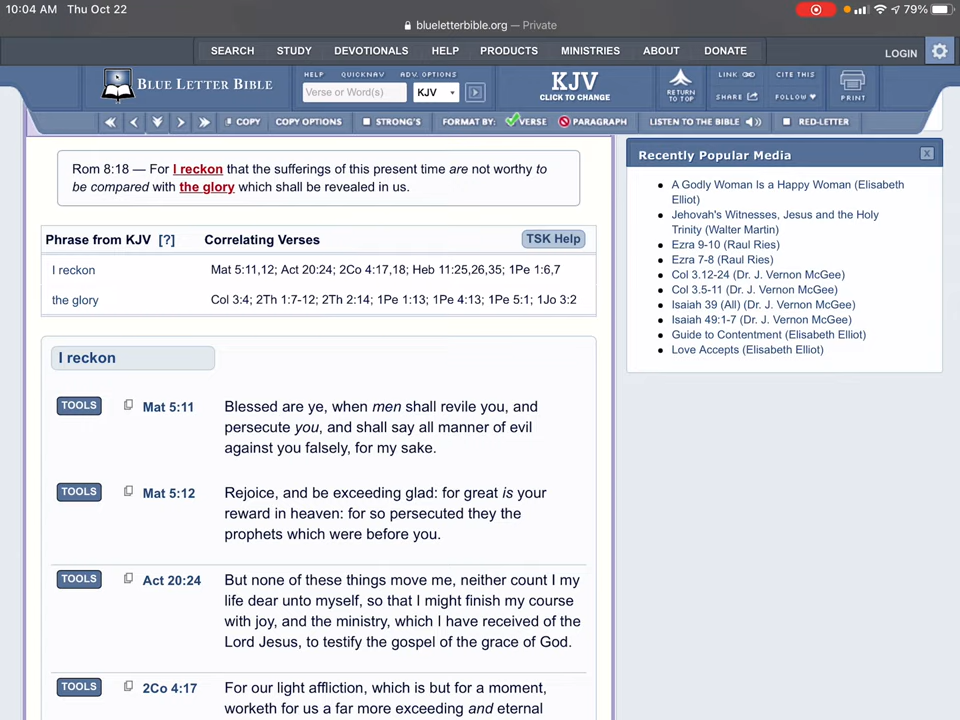 10:04 AM Thu Oct 22
79%
blueletterbible.org — Private
SEARCH STUDY DEVOTIONALS HELP PRODUCTS MINISTRIES ABOUT DONATE LOGIN
BLUE LETTER BIBLE
HELP QUICKNAV ADV. OPTIONS
Verse or Word(s) KJV
KJV
CLICK TO CHANGE
RETURN TO TOP
LINK CITE THIS
SHARE FOLLOW
PRINT
COPY COPY OPTIONS STRONG'S FORMAT BY: VERSE PARAGRAPH LISTEN TO THE BIBLE RED-LETTER
Rom 8:18 — For I reckon that the sufferings of this present time are not worthy to
be compared with the glory which shall be revealed in us.
Phrase from KJV [?] Correlating Verses TSK Help
I reckon Mat 5:11,12; Act 20:24; 2Co 4:17,18; Heb 11:25,26,35; 1Pe 1:6,7
the glory Col 3:4; 2Th 1:7-12; 2Th 2:14; 1Pe 1:13; 1Pe 4:13; 1Pe 5:1; 1Jo 3:2
I reckon
TOOLS Mat 5:11 Blessed are ye, when men shall revile you, and
persecute you, and shall say all manner of evil
against you falsely, for my sake.
TOOLS Mat 5:12 Rejoice, and be exceeding glad: for great is your
reward in heaven: for so persecuted they the
prophets which were before you.
TOOLS Act 20:24 But none of these things move me, neither count I my
life dear unto myself, so that I might finish my course
with joy, and the ministry, which I have received of the
Lord Jesus, to testify the gospel of the grace of God.
TOOLS 2Co 4:17 For our light affliction, which is but for a moment,
worketh for us a far more exceeding and eternal
Recently Popular Media
A Godly Woman Is a Happy Woman (Elisabeth
Elliot)
Jehovah's Witnesses, Jesus and the Holy
Trinity (Walter Martin)
Ezra 9-10 (Raul Ries)
Ezra 7-8 (Raul Ries)
Col 3.12-24 (Dr. J. Vernon McGee)
Col 3.5-11 (Dr. J. Vernon McGee)
Isaiah 39 (All) (Dr. J. Vernon McGee)
Isaiah 49:1-7 (Dr. J. Vernon McGee)
Guide to Contentment (Elisabeth Elliot)
Love Accepts (Elisabeth Elliot)